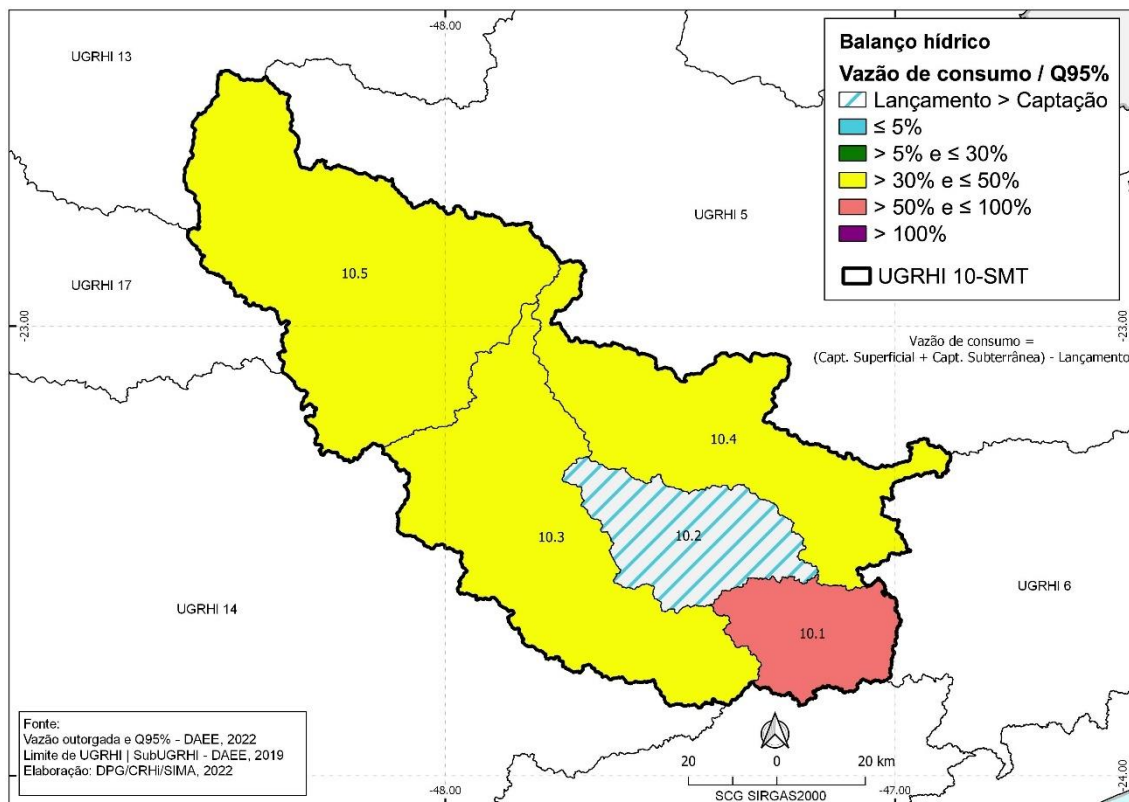 -48.00
UGRHI 13
Balanço hídrico
Vazão de consumo / Q95%
Lançamento > Captação
≤ 5%
> 5% e ≤ 30%
> 30% e ≤ 50%
> 50% e ≤ 100%
> 100%
UGRHI 10-SMT
UGRHI 5
10.5
UGRHI 17
-23.00
-23.00
Vazão de consumo =
(Capt. Superficial + Capt. Subterrânea) - Lançamento
10.4
10.3
10.2
UGRHI 6
UGRHI 14
10.1
Fonte:
Vazão outorgada e Q95% - DAEE, 2022
Limite de UGRHI | SubUGRHI - DAEE, 2019
Elaboração: DPG/CRHi/SIMA, 2022
20 0 20 km
SCG SIRGAS2000
-48.00
-47.00
-24.00